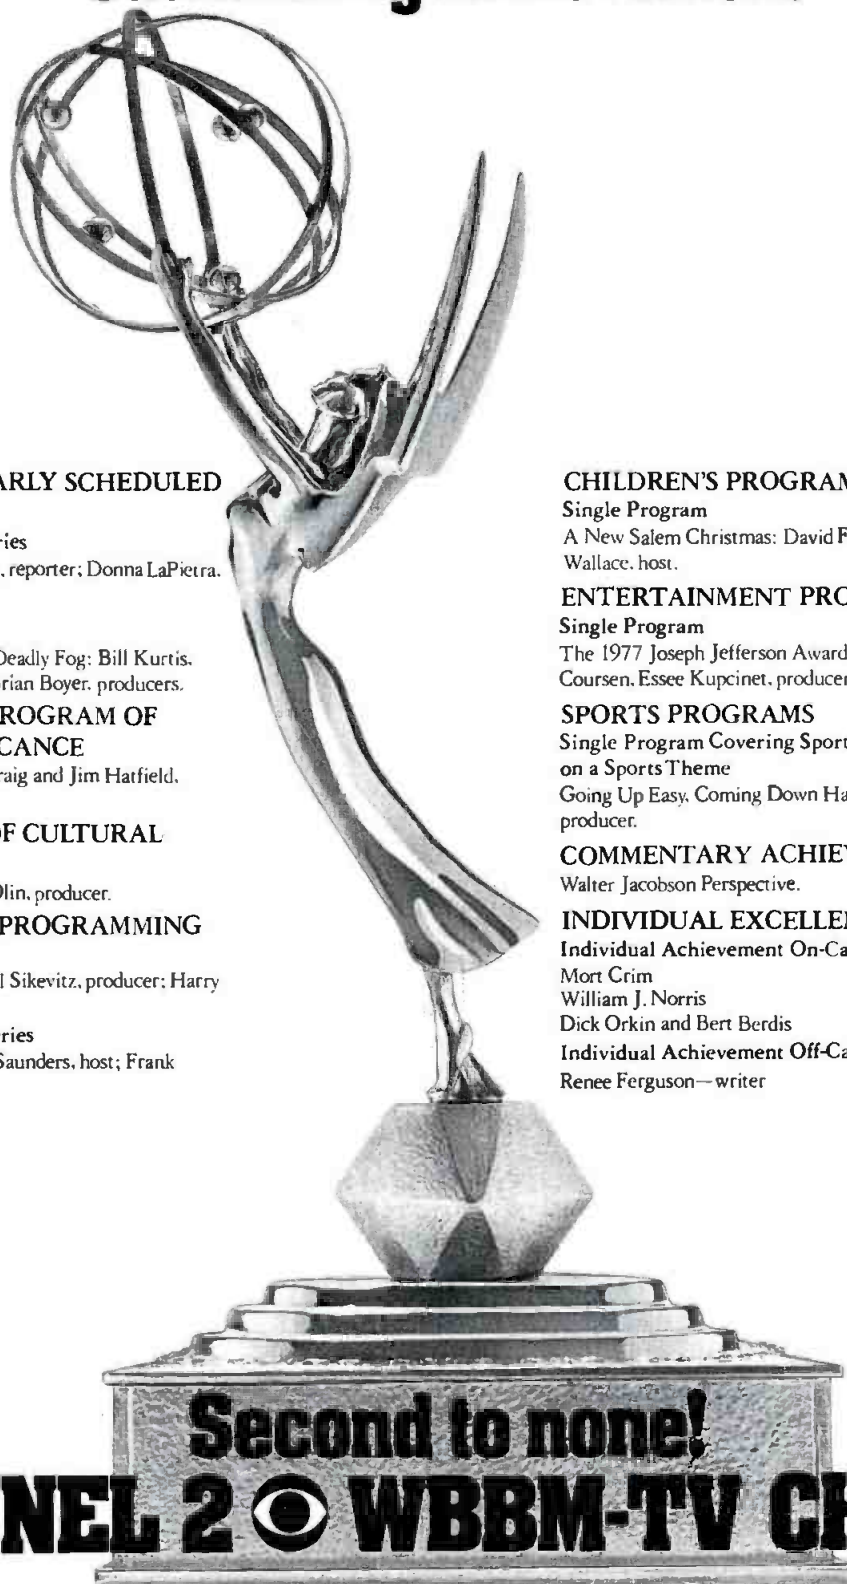 ARLY SCHEDULED
ries
, reporter; Donna LaPietra.
Deadly Fog: Bill Kurtis.
rian Boyer, producers.
ROGRAM OF
CANCE
raig and Jim Hatfield,
OF CULTURAL
Olin, producer.
PROGRAMMING
l Sikevitz, producer; Harry
ries
Saunders, host; Frank
CHILDREN'S PROGRAM
Single Program
A New Salem Christmas: David F
Wallace, host.
ENTERTAINMENT PRO
Single Program
The 1977 Joseph Jefferson Award
Coursen, Essee Kupcinet, producer
SPORTS PROGRAMS
Single Program Covering Sport
on a Sports Theme
Going Up Easy, Coming Down Ha
producer.
COMMENTARY ACHIEV
Walter Jacobson Perspective.
INDIVIDUAL EXCELLEN
Individual Achievement On-Ca
Mort Crim
William J. Norris
Dick Orkin and Bert Berdis
Individual Achievement Off-Ca
Renee Ferguson—writer
Second to none!
NEL 2 WBBM-TV CH